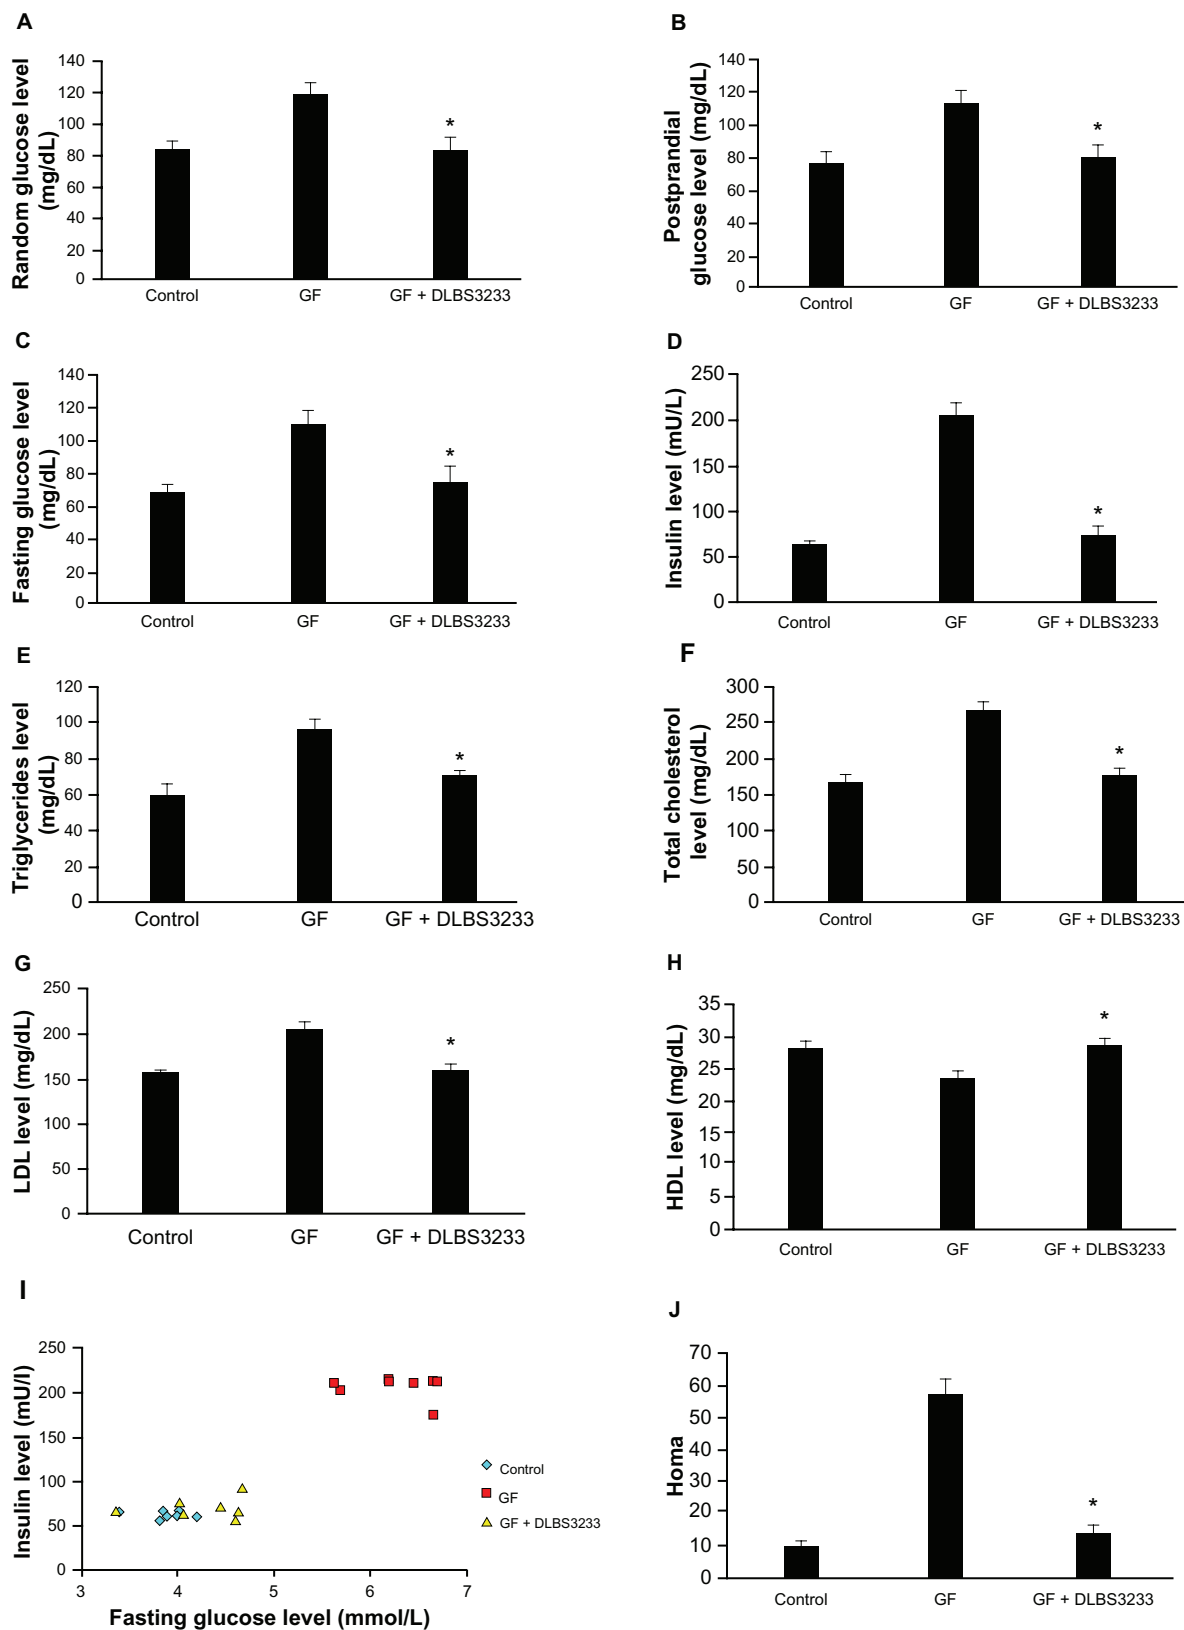 A
Random glucose level
(mg/dL)
140
120
100
80
60
40
20
0
*
Control GF GF + DLBS3233
B
Postprandial
glucose level (mg/dL)
140
120
100
80
60
40
20
0
*
Control GF GF + DLBS3233
C
Fasting glucose level
(mg/dL)
140
120
100
80
60
40
20
0
*
Control GF GF + DLBS3233
D
Insulin level (mU/L)
250
200
150
100
50
0
*
Control GF GF + DLBS3233
E
Triglycerides level
(mg/dL)
120
100
80
60
40
20
0
*
Control GF GF + DLBS3233
F
Total cholesterol
level (mg/dL)
300
250
200
150
100
50
0
*
Control GF GF + DLBS3233
G
LDL level (mg/dL)
250
200
150
100
50
0
*
Control GF GF + DLBS3233
H
HDL level (mg/dL)
35
30
25
20
15
10
5
0
*
Control GF GF + DLBS3233
I
Insulin level (mU/l)
250
200
150
100
50
0
3 4 5 6 7
Fasting glucose level (mmol/L)
Control
GF
GF + DLBS3233
J
Homa
70
60
50
40
30
20
10
0
*
Control GF GF + DLBS3233